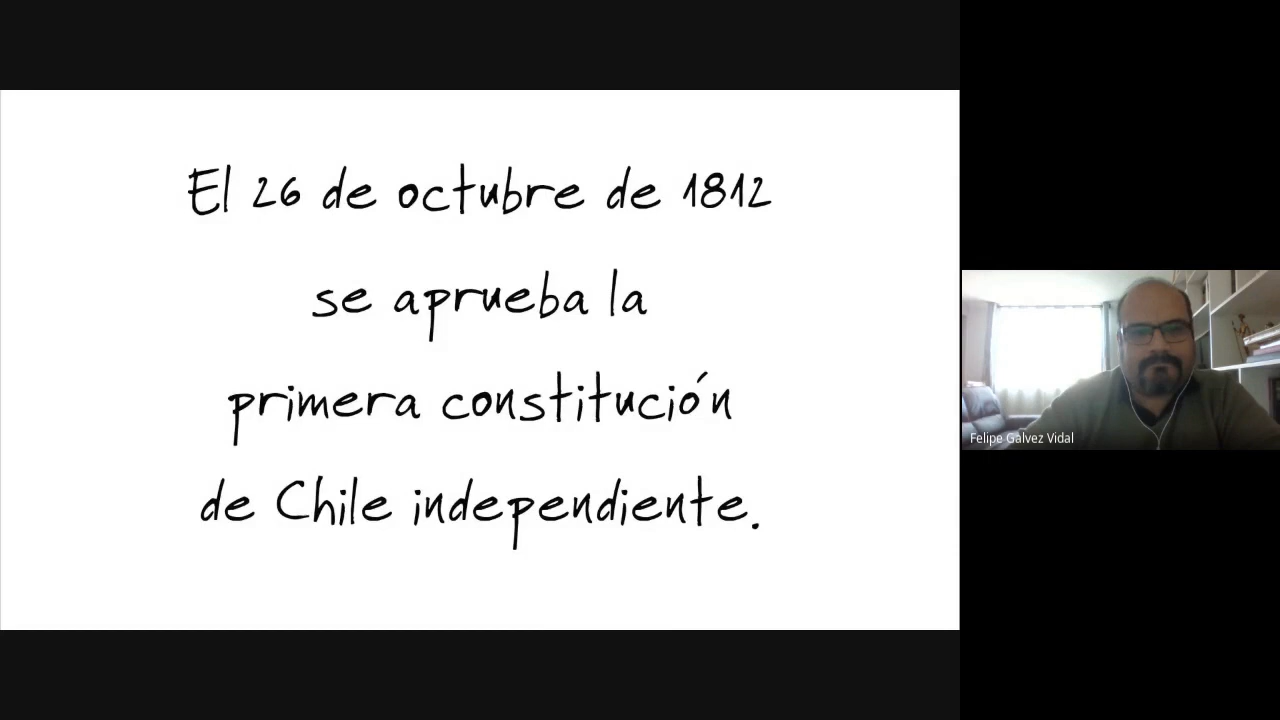 El 26 de octubre de 1812
se aprueba la
primera constitución
de Chile independiente.
Felipe Gálvez Vidal